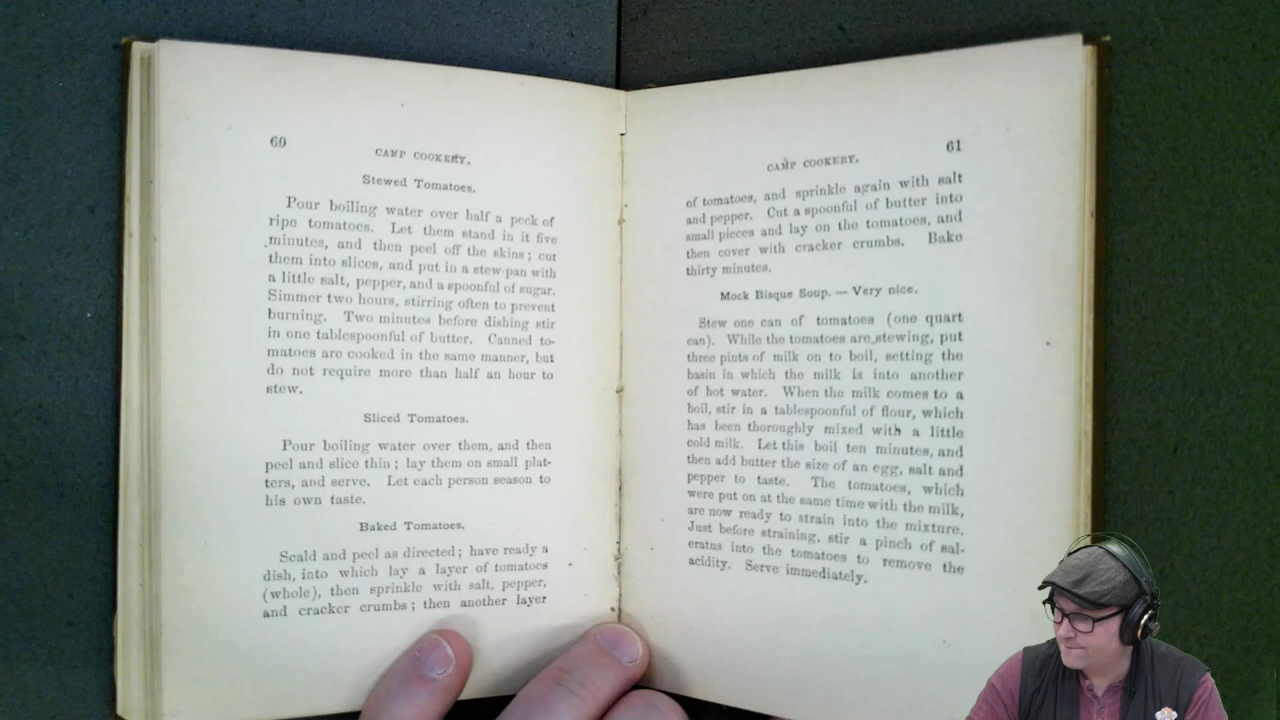 60
CAMP COOKERY.
Stewed Tomatoes.
Pour boiling water over half a peck of
ripe tomatoes. Let them stand in it five
minutes, and then peel off the skins; cut
them into slices, and put in a stew-pan with
a little salt, pepper, and a spoonful of sugar.
Simmer two hours, stirring often to prevent
burning. Two minutes before dishing stir
in one tablespoonful of butter. Canned to-
matoes are cooked in the same manner, but
do not require more than half an hour to
stew.
Sliced Tomatoes.
Pour boiling water over them, and then
peel and slice thin; lay them on small plat-
ters, and serve. Let each person season to
his own taste.
Baked Tomatoes.
Scald and peel as directed; have ready a
dish, into which lay a layer of tomatoes
(whole), then sprinkle with salt, pepper,
and cracker crumbs; then another layer
61
CAMP COOKERY.
of tomatoes, and sprinkle again with salt
and pepper. Cut a spoonful of butter into
small pieces and lay on the tomatoes, and
then cover with cracker crumbs. Bake
thirty minutes.
Mock Bisque Soup. — Very nice.
Stew one can of tomatoes (one quart
can). While the tomatoes are stewing, put
three pints of milk on to boil, setting the
basin in which the milk is into another
of hot water. When the milk comes to a
boil, stir in a tablespoonful of flour, which
has been thoroughly mixed with a little
cold milk. Let this boil ten minutes, and
then add butter the size of an egg, salt and
pepper to taste. The tomatoes, which
were put on at the same time with the milk,
are now ready to strain into the mixture.
Just before straining, stir a pinch of sal-
eratus into the tomatoes to remove the
acidity. Serve immediately.